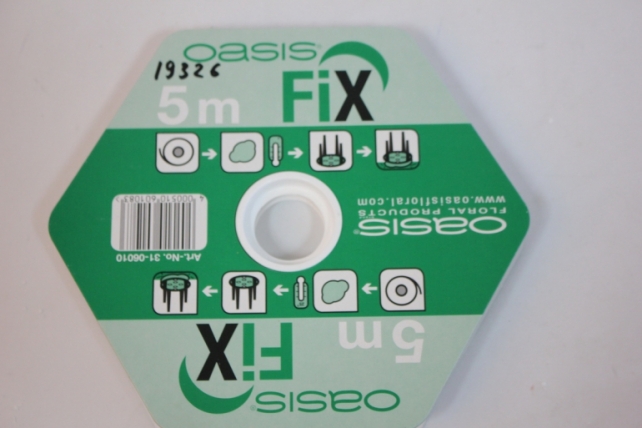 OASIS®
19326
FiX
5 m
www.oasisfloral.com
FLORAL PRODUCTS
OASIS®
Art.-No. 31-06010
5 m
FiX
OASIS®